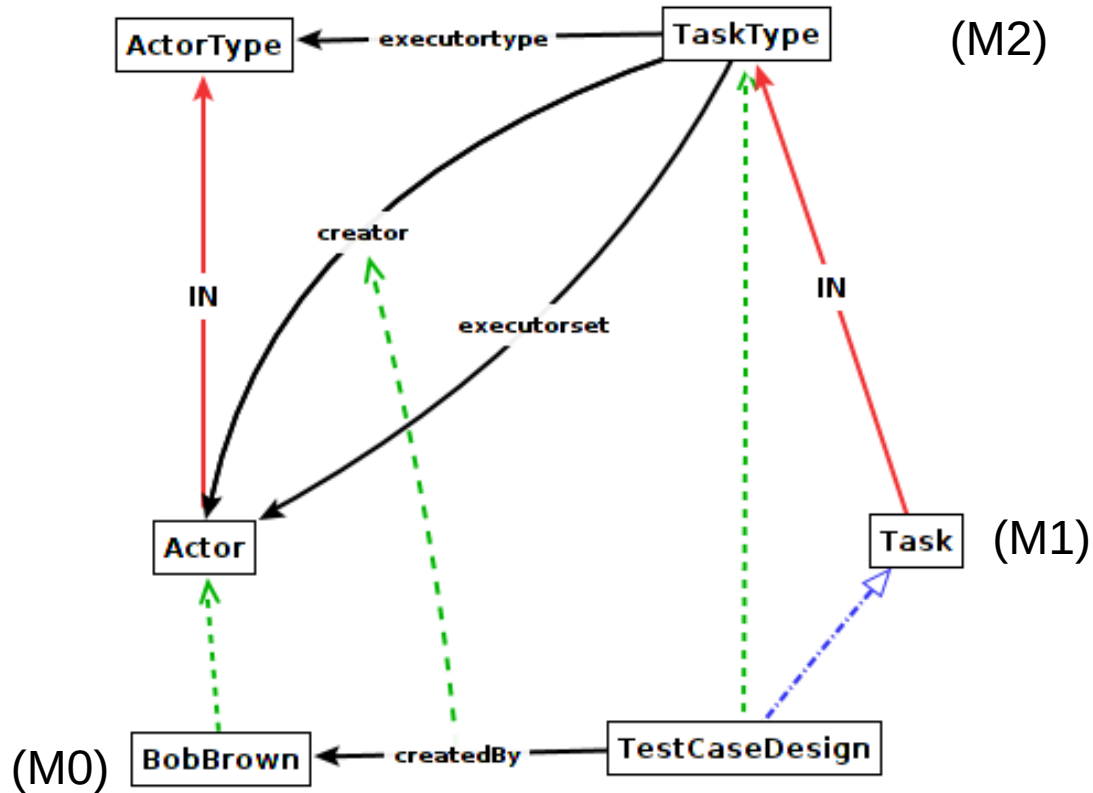 ActorType
executortype
TaskType
(M2)
creator
IN
IN
executorset
Actor
Task
(M1)
(M0)
BobBrown
createdBy
TestCaseDesign